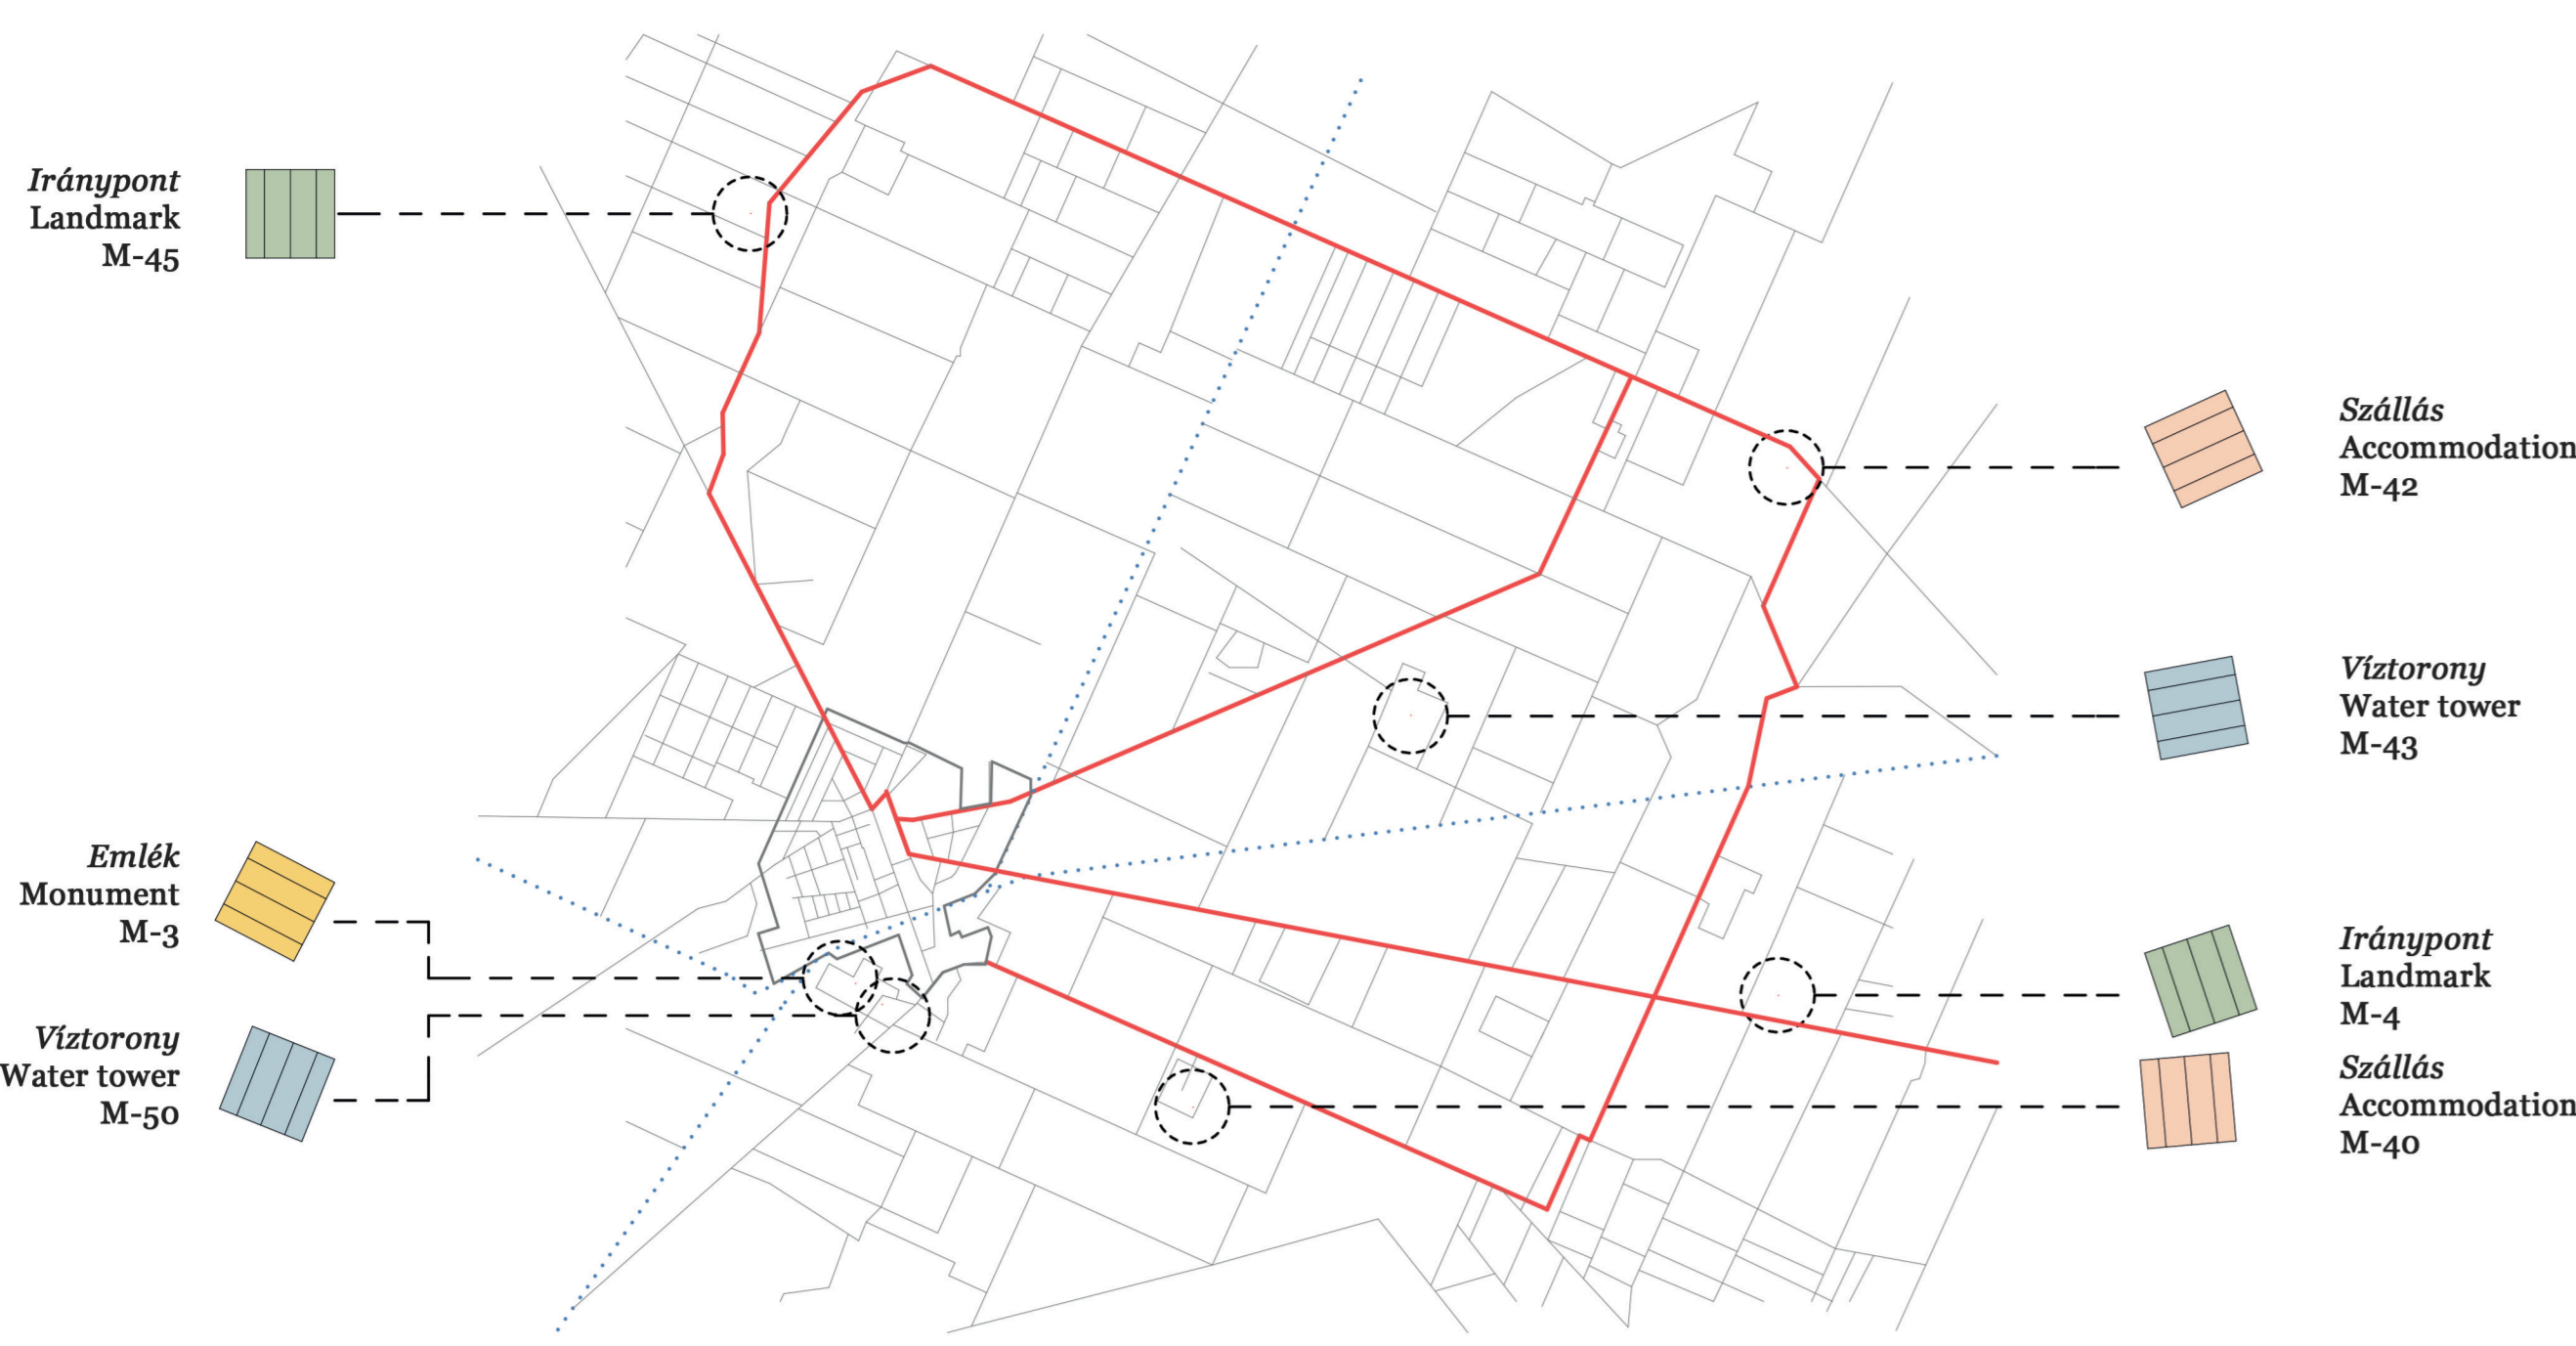 Iránypont
Landmark
M-45
Szállás
Accommodation
M-42
Víztorony
Water tower
M-43
Emlék
Monument
M-3
Víztorony
Water tower
M-50
Iránypont
Landmark
M-4
Szállás
Accommodation
M-40